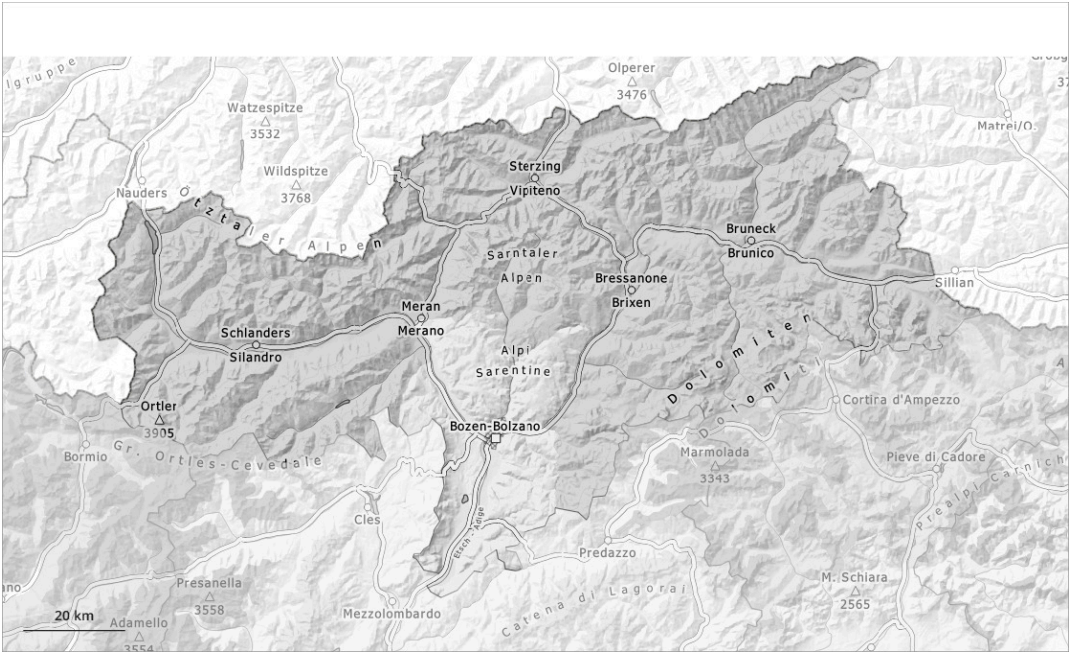 lgruppe
Olperer
3476
Watzespitze
3532
Matrei/O.
Sterzing
Vipiteno
Wildspitze
3768
Nauders
Ötztaler Alpen
Bruneck
Brunico
Sarntaler
Alpen
Bressanone
Brixen
Sillian
Meran
Merano
Schlanders
Silandro
Dolomiten
Alpi
Sarentine
Dolomiti
Ortler
3905
Cortina d'Ampezzo
Bozen-Bolzano
Gr. Ortles-Cevedale
Bormio
Marmolada
3343
Pieve di Cadore
Prealpi Carnich
Cles
Etsch - Adige
Predazzo
ano
Presanella
3558
M. Schiara
2565
Catena di Lagorai
Mezzolombardo
20 km
Adamello
3554